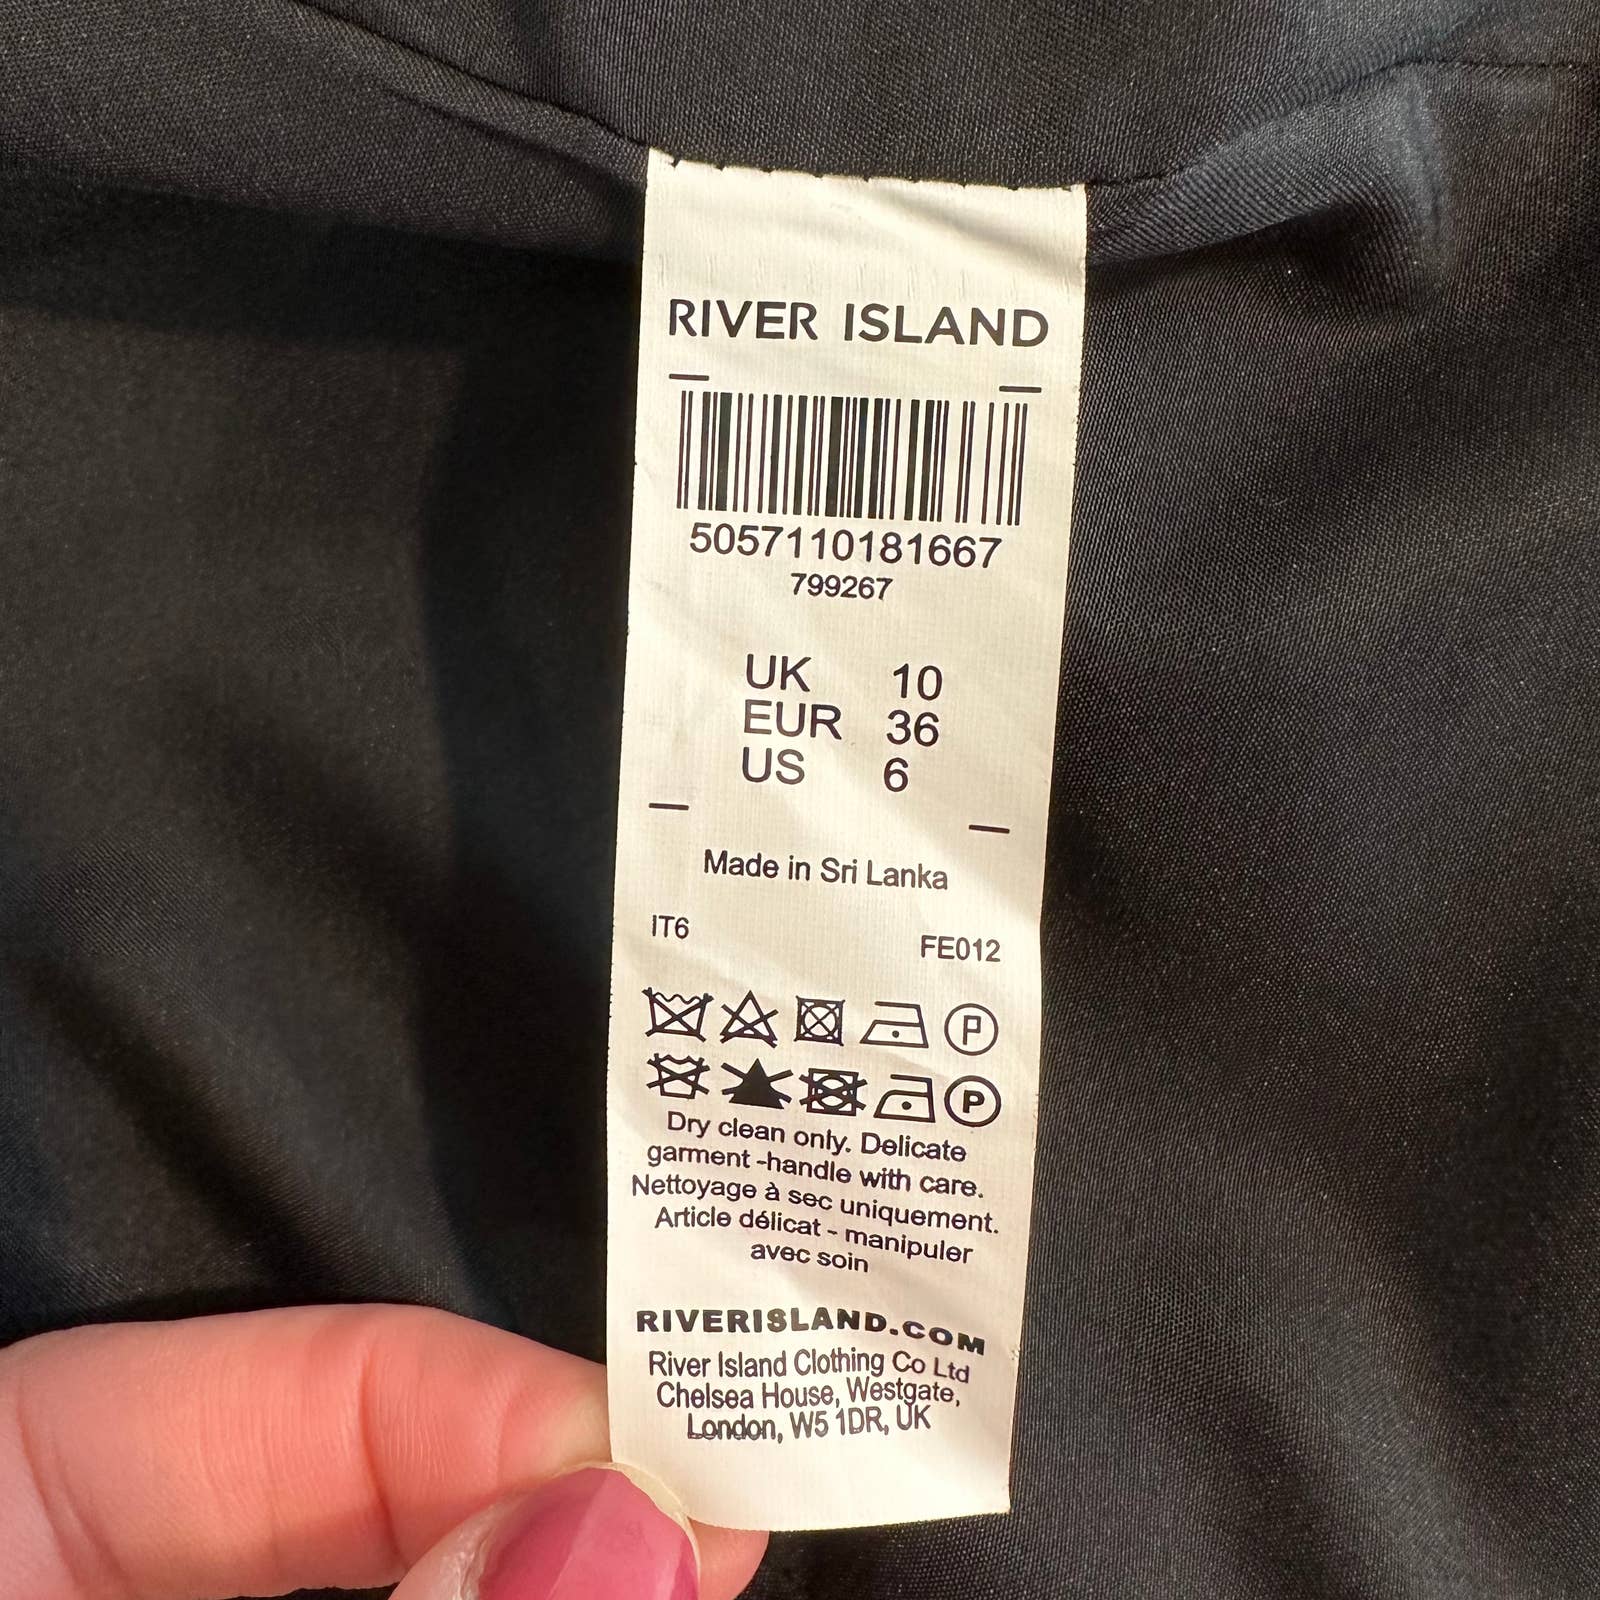 RIVER ISLAND
5057110181667
799267
UK 10
EUR 36
US 6
Made in Sri Lanka
IT6 FE012
P
P
Dry clean only. Delicate
garment -handle with care.
Nettoyage à sec uniquement.
Article délicat - manipuler
avec soin
RIVERISLAND.COM
River Island Clothing Co Ltd
Chelsea House, Westgate,
London, W5 1DR, UK